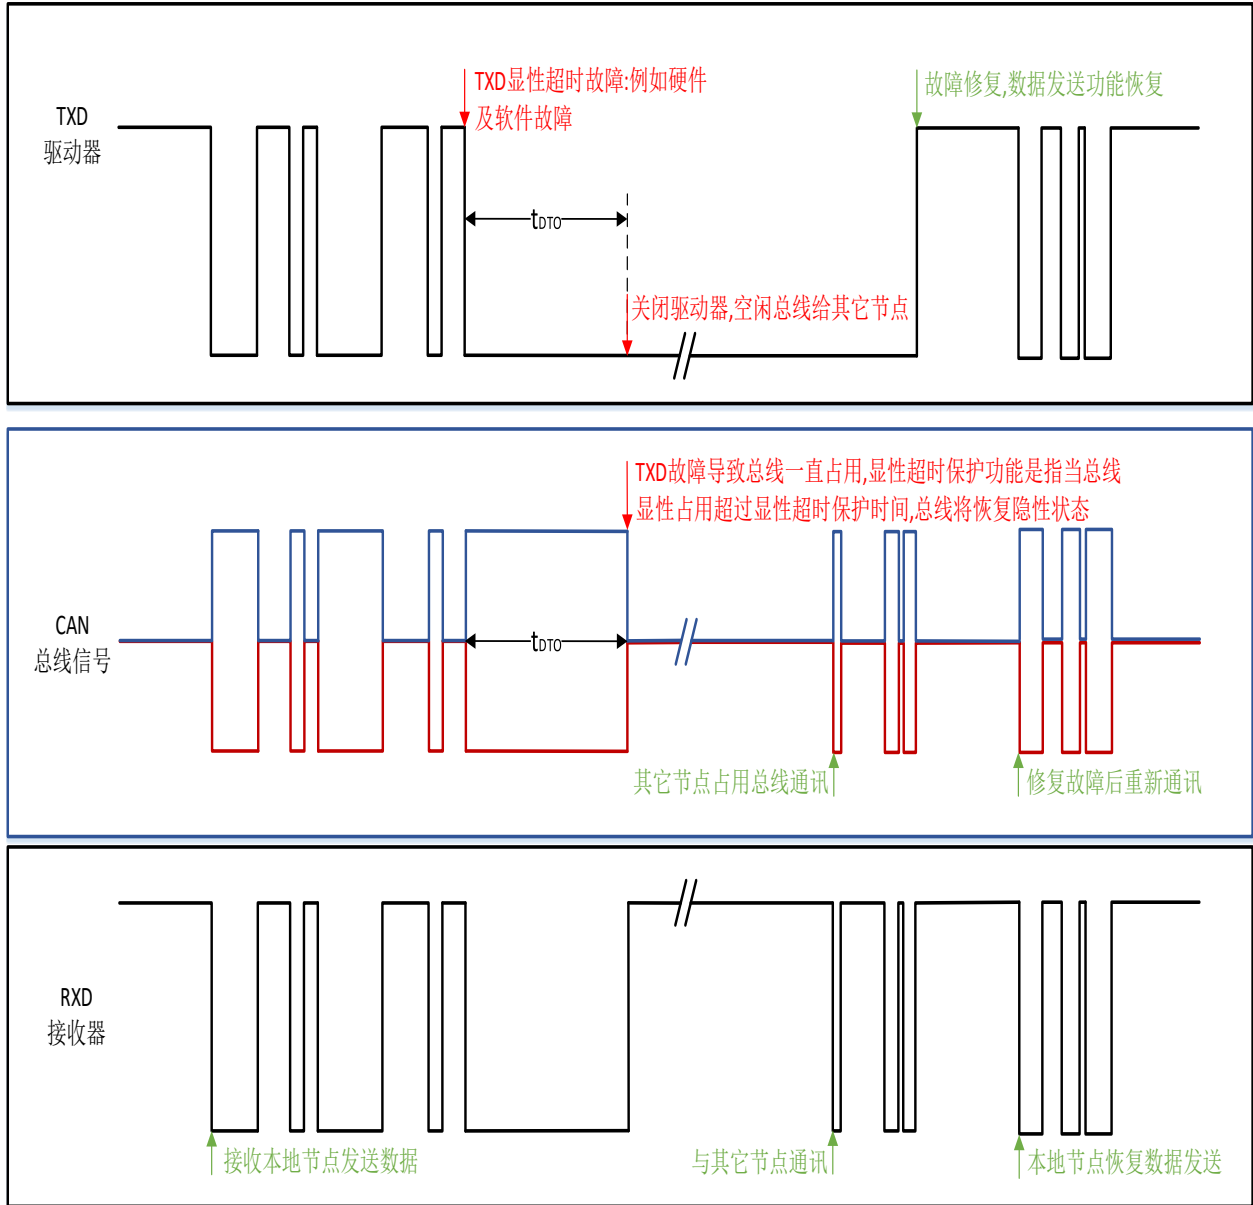 TXD显性超时故障:例如硬件
及软件故障
故障修复,数据发送功能恢复
TXD
驱动器
tDTO
关闭驱动器,空闲总线给其它节点
TXD故障导致总线一直占用,显性超时保护功能是指当总线
显性占用超过显性超时保护时间,总线将恢复隐性状态
CAN
总线信号
tDTO
其它节点占用总线通讯
修复故障后重新通讯
RXD
接收器
接收本地节点发送数据
与其它节点通讯
本地节点恢复数据发送